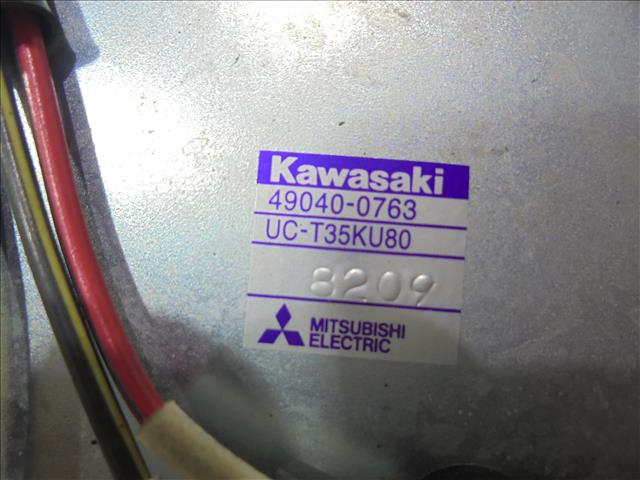 Kawasaki
49040-0763
UC-T35KU80
8209
MITSUBISHI
ELECTRIC